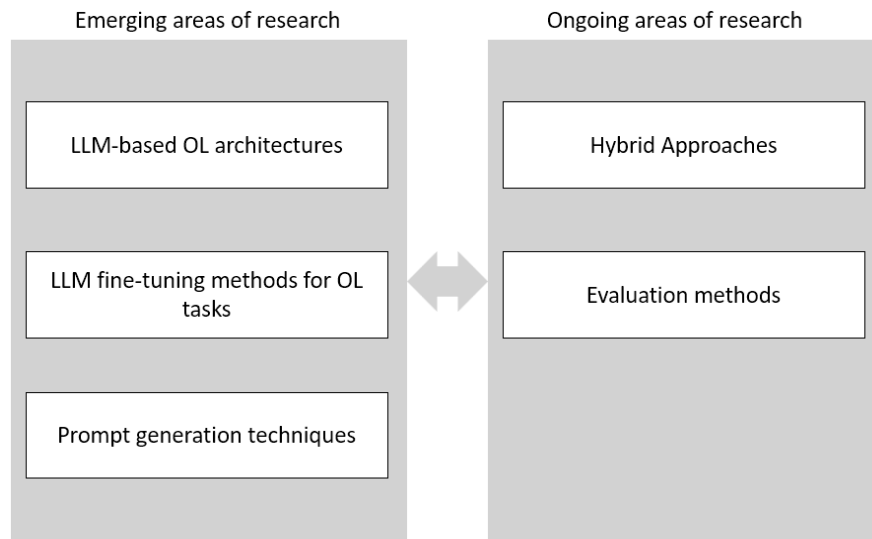 Emerging areas of research
Ongoing areas of research
LLM-based OL architectures
Hybrid Approaches
LLM fine-tuning methods for OL
tasks
Evaluation methods
Prompt generation techniques